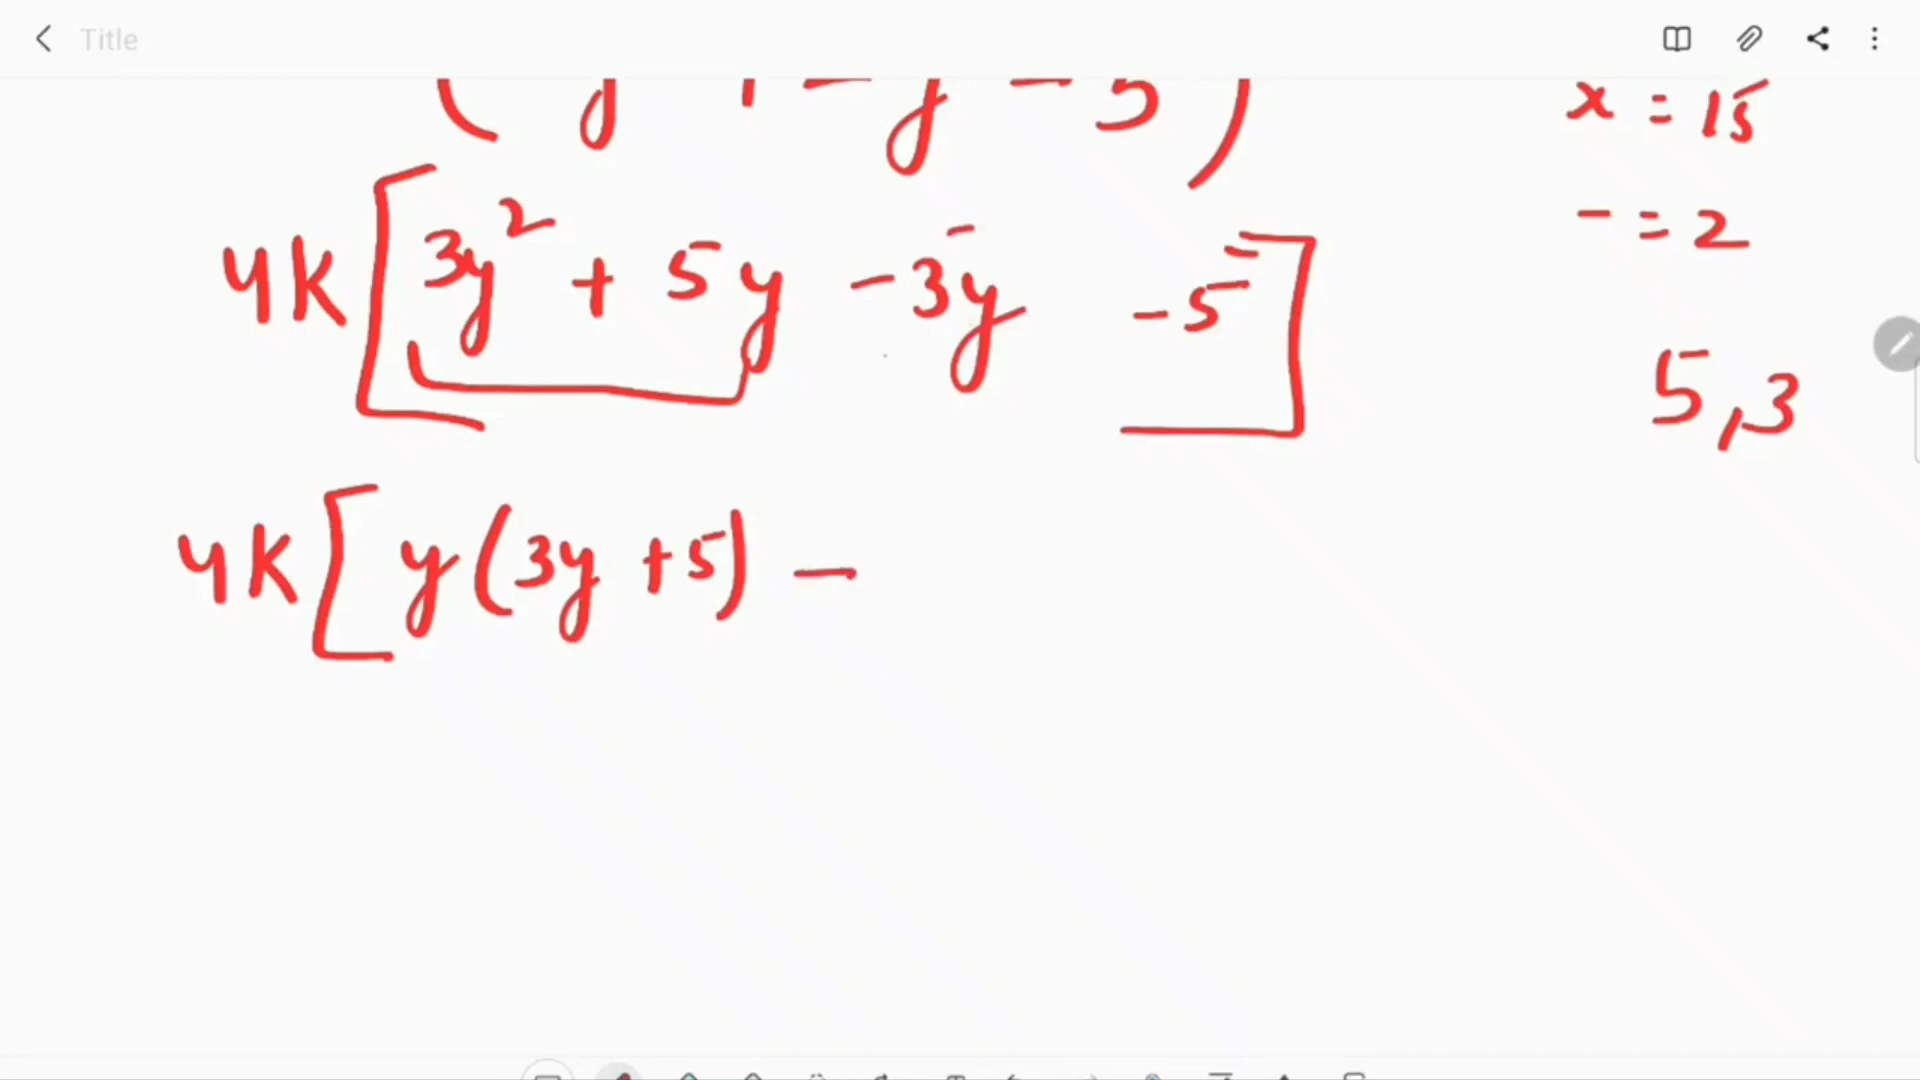 Title
x = 15
4K[3y² + 5y - 3y - 5]
- = 2
5,3
4K[y(3y + 5) -